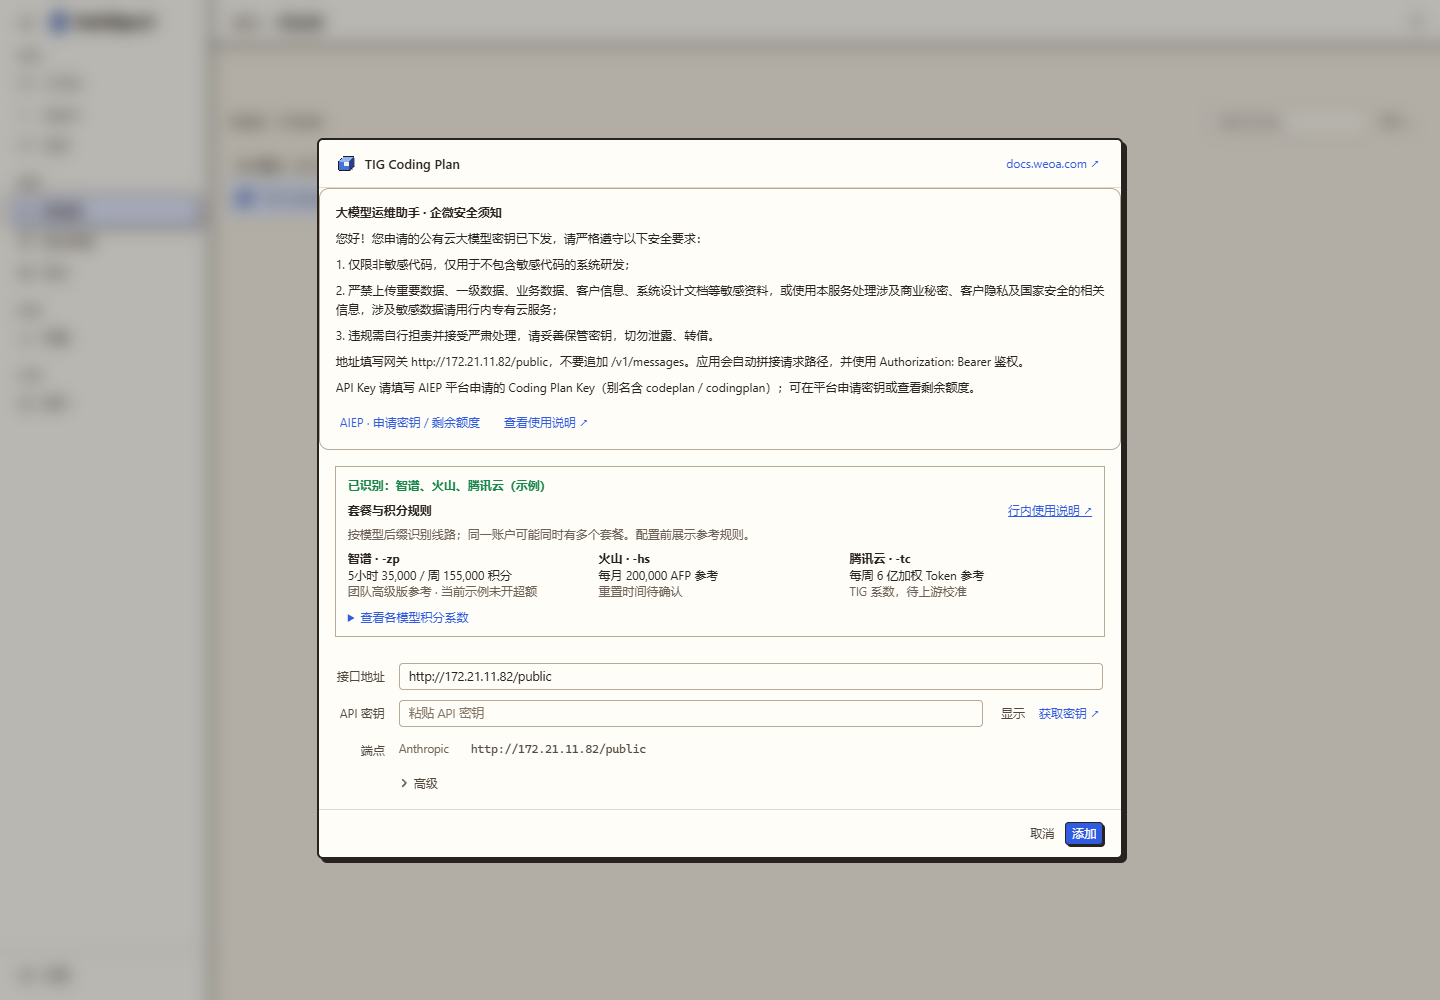 TIG Coding Plan
docs.weoa.com ↗
大模型运维助手 · 企微安全须知
您好！您申请的公有云大模型密钥已下发，请严格遵守以下安全要求：
1. 仅限非敏感代码，仅用于不包含敏感代码的系统研发；
2. 严禁上传重要数据、一级数据、业务数据、客户信息、系统设计文档等敏感资料，或使用本服务处理涉及商业秘密、客户隐私及国家安全的相关
信息，涉及敏感数据请用行内专有云服务；
3. 违规需自行担责并接受严肃处理，请妥善保管密钥，切勿泄露、转借。
地址填写网关 http://172.21.11.82/public，不要追加 /v1/messages。应用会自动拼接请求路径，并使用 Authorization: Bearer 鉴权。
API Key 请填写 AIEP 平台申请的 Coding Plan Key（别名含 codeplan / codingplan）；可在平台申请密钥或查看剩余额度。
AIEP · 申请密钥 / 剩余额度 查看使用说明 ↗
已识别：智谱、火山、腾讯云（示例）
套餐与积分规则 行内使用说明 ↗
按模型后缀识别线路；同一账户可能同时有多个套餐。配置前展示参考规则。
智谱 · -zp
5小时 35,000 / 周 155,000 积分
团队高级版参考 · 当前示例未开超额
火山 · -hs
每月 200,000 AFP 参考
重置时间待确认
腾讯云 · -tc
每周 6 亿加权 Token 参考
TIG 系数，待上游校准
▶ 查看各模型积分系数
接口地址 http://172.21.11.82/public
API 密钥 粘贴 API 密钥 显示 获取密钥 ↗
端点 Anthropic http://172.21.11.82/public
高级
取消 添加